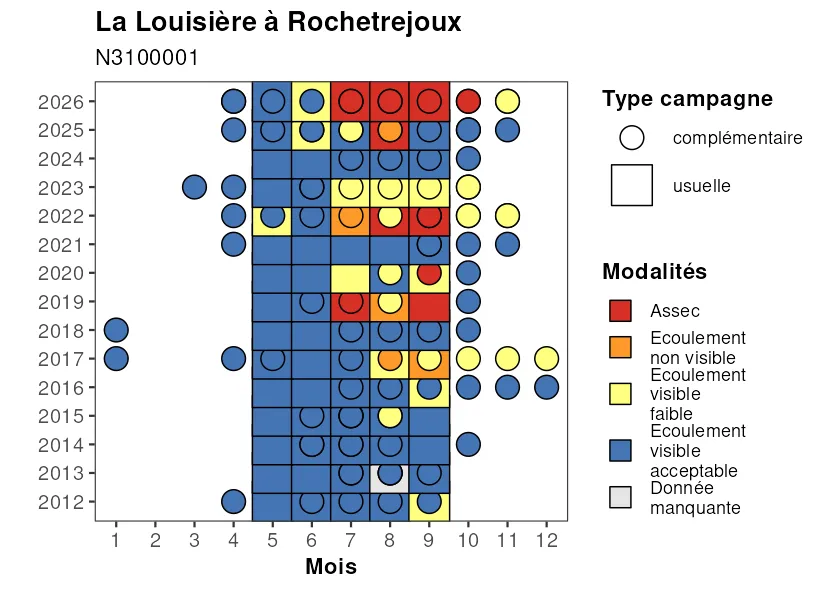 La Louisière à Rochetrejoux
N3100001
2026
2025
2024
2023
2022
2021
2020
2019
2018
2017
2016
2015
2014
2013
2012
1 2 3 4 5 6 7 8 9 10 11 12
Mois
Type campagne
complémentaire
usuelle
Modalités
Assec
Ecoulement
non visible
Ecoulement
visible
faible
Ecoulement
visible
acceptable
Donnée
manquante